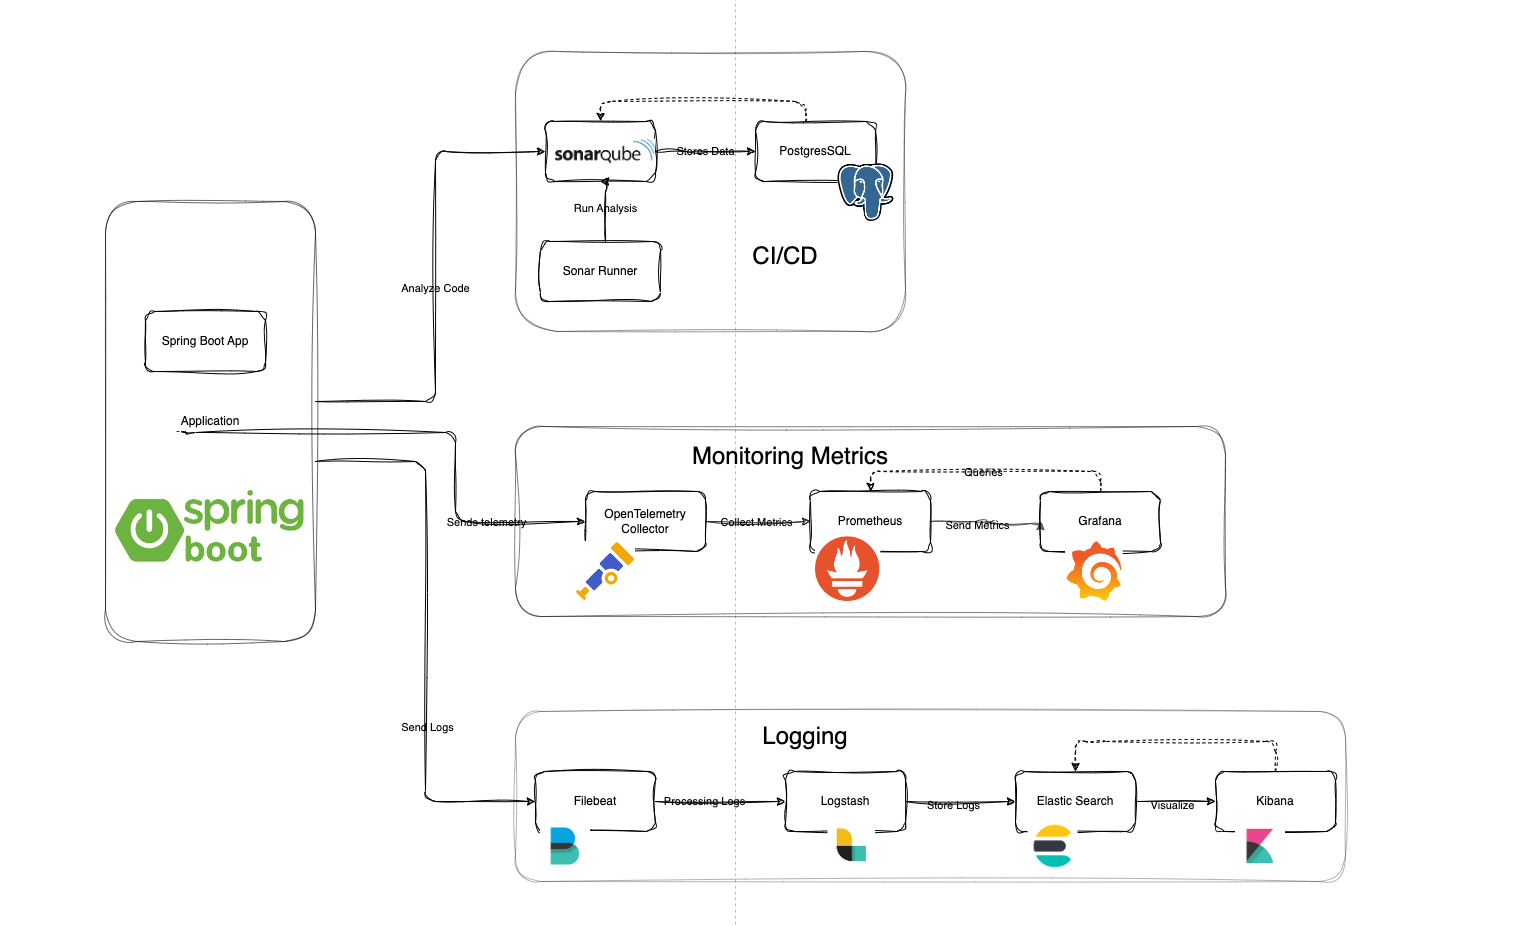 sonarqube
Stores Data
PostgresSQL
Run Analysis
Sonar Runner
CI/CD
Analyze Code
Spring Boot App
Application
spring
boot
Monitoring Metrics
Queries
Sends telemetry
OpenTelemetry
Collector
Collect Metrics
Prometheus
Send Metrics
Grafana
Send Logs
Logging
Filebeat
Processing Logs
Logstash
Store Logs
Elastic Search
Visualize
Kibana